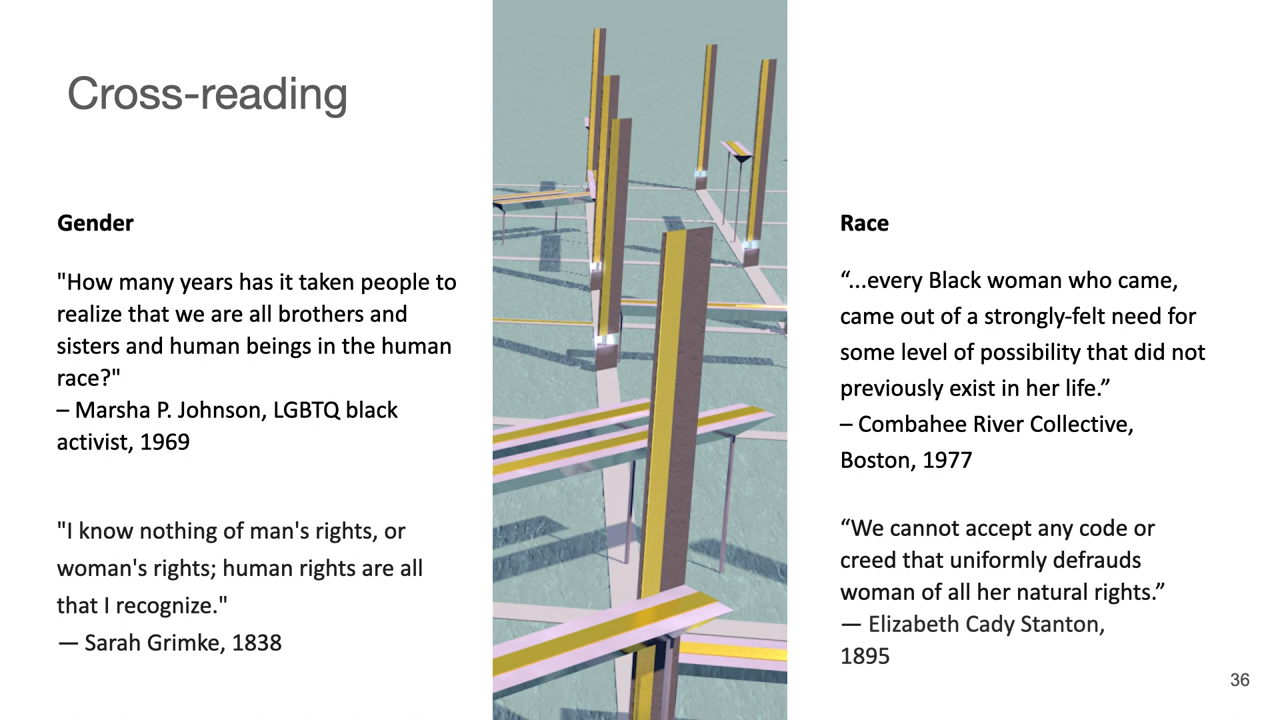 Cross-reading
Gender
"How many years has it taken people to
realize that we are all brothers and
sisters and human beings in the human
race?"
– Marsha P. Johnson, LGBTQ black
activist, 1969
"I know nothing of man's rights, or
woman's rights; human rights are all
that I recognize."
— Sarah Grimke, 1838
Race
“...every Black woman who came,
came out of a strongly-felt need for
some level of possibility that did not
previously exist in her life.”
– Combahee River Collective,
Boston, 1977
“We cannot accept any code or
creed that uniformly defrauds
woman of all her natural rights.”
— Elizabeth Cady Stanton,
1895
36